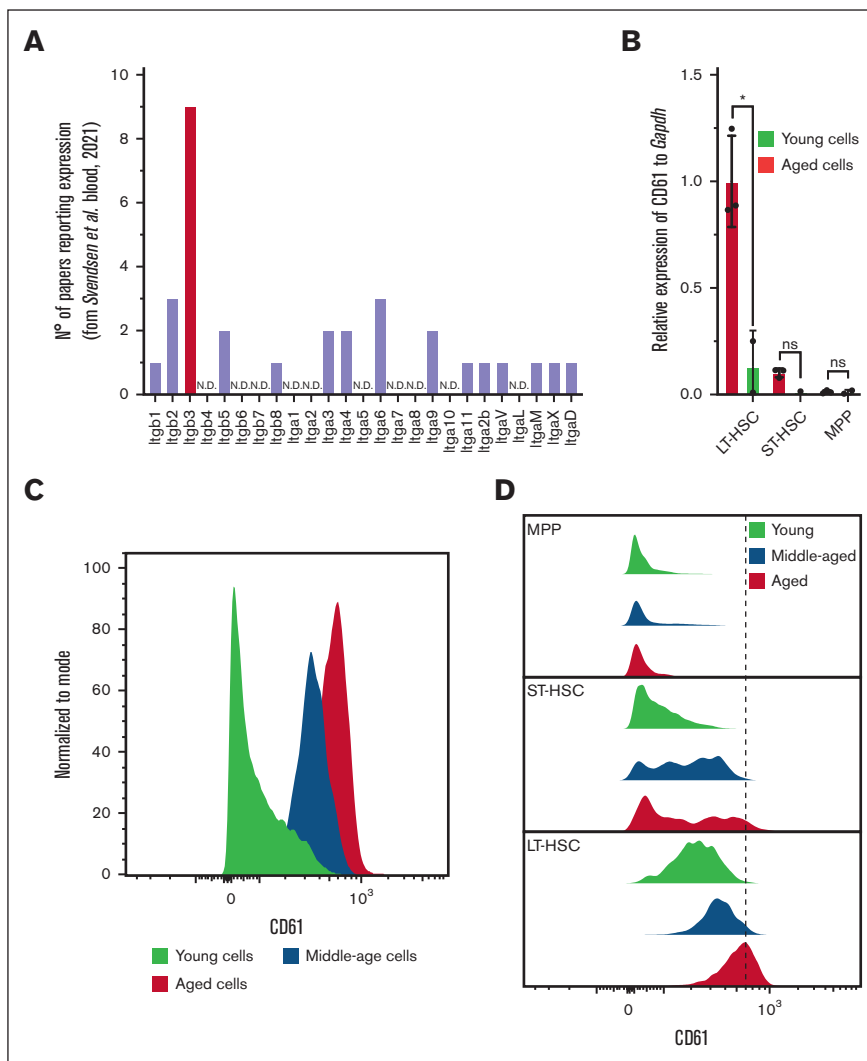 A
10
8
6
4
2
0
N° of papers reporting expression
(fom Svendsen et al. blood, 2021)
N.D.
N.D.
N.D.
N.D.
N.D.
N.D.
N.D.
N.D.
N.D.
N.D.
Itgb1
Itgb2
Itgb3
Itgb4
Itgb5
Itgb6
Itgb7
Itgb8
Itga1
Itga2
Itga3
Itga4
Itga5
Itga6
Itga7
Itga8
Itga9
Itga10
Itga11
Itga2b
ItgaV
ItgaL
ItgaM
ItgaX
ItgaD
B
1.5
1.0
0.5
0.0
Relative expression of CD61 to Gapdh
*
ns
ns
Young cells
Aged cells
LT-HSC
ST-HSC
MPP
C
100
80
60
40
20
0
Normalized to mode
0
10³
CD61
Young cells
Middle-age cells
Aged cells
D
MPP
Young
Middle-aged
Aged
ST-HSC
LT-HSC
0
10³
CD61